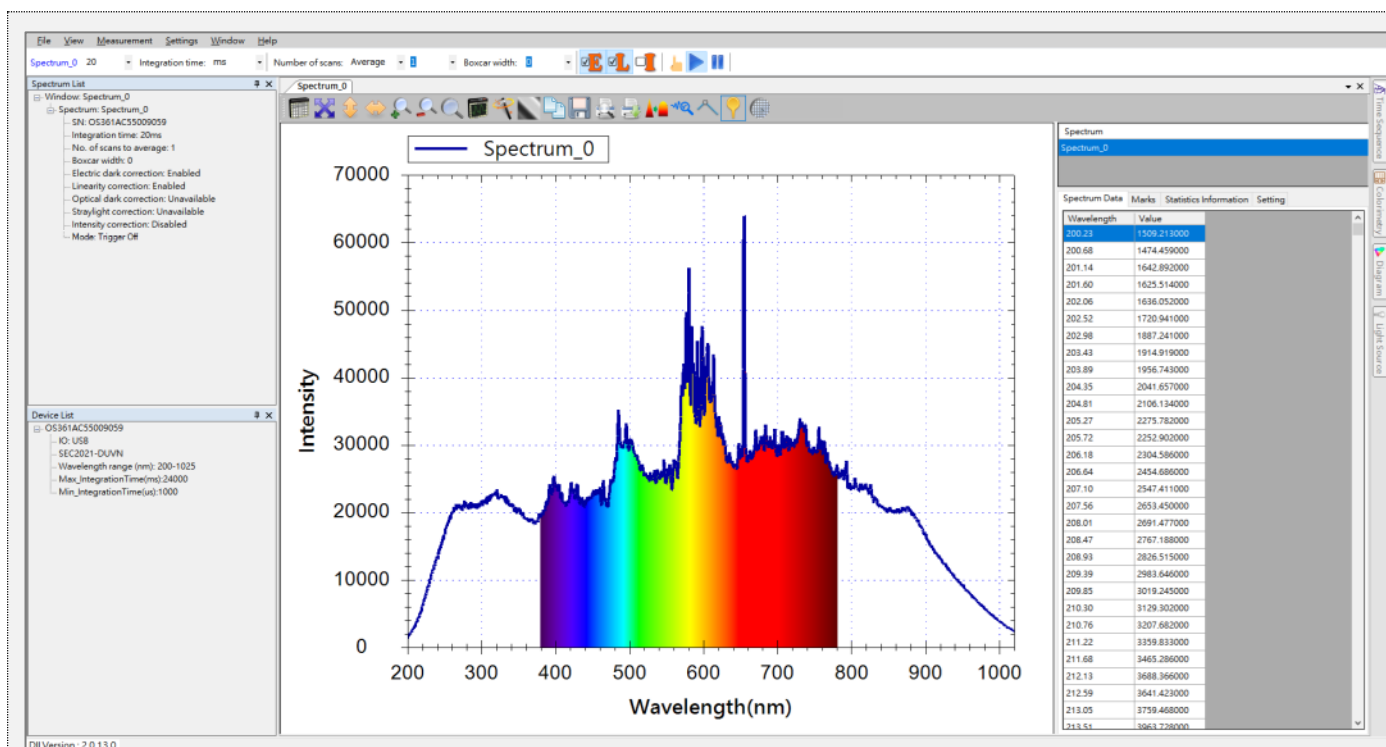 File View Measurement Settings Window Help
Spectrum_0 20 Integration time: ms Number of scans: Average 1 Boxcar width: 0
Spectrum List
Window: Spectrum_0
Spectrum: Spectrum_0
SN: OS361AC55009059
Integration time: 20ms
No. of scans to average: 1
Boxcar width: 0
Electric dark correction: Enabled
Linearity correction: Enabled
Optical dark correction: Unavailable
Straylight correction: Unavailable
Intensity correction: Disabled
Mode: Trigger Off
Device List
OS361AC55009059
IO: USB
SEC2021-DUVN
Wavelength range (nm): 200-1025
Max_IntegrationTime(ms):24000
Min_IntegrationTime(us):1000
Spectrum_0
Spectrum_0
70000
60000
50000
40000
30000
20000
10000
0
Intensity
200 300 400 500 600 700 800 900 1000
Wavelength(nm)
Spectrum
Spectrum_0
Spectrum Data Marks Statistics Information Setting
Wavelength Value
200.23 1509.213000
200.68 1474.459000
201.14 1642.892000
201.60 1625.514000
202.06 1636.052000
202.52 1720.941000
202.98 1887.241000
203.43 1914.919000
203.89 1956.743000
204.35 2041.657000
204.81 2106.134000
205.27 2275.782000
205.72 2252.902000
206.18 2304.586000
206.64 2454.686000
207.10 2547.411000
207.56 2653.450000
208.01 2691.477000
208.47 2767.188000
208.93 2826.515000
209.39 2983.646000
209.85 3019.245000
210.30 3129.302000
210.76 3207.682000
211.22 3359.833000
211.68 3465.286000
212.13 3688.366000
212.59 3641.423000
213.05 3759.468000
213.51 3963.728000
Time Sequence
Colorimetry
Diagram
Light Source
DllVersion : 2.0.13.0